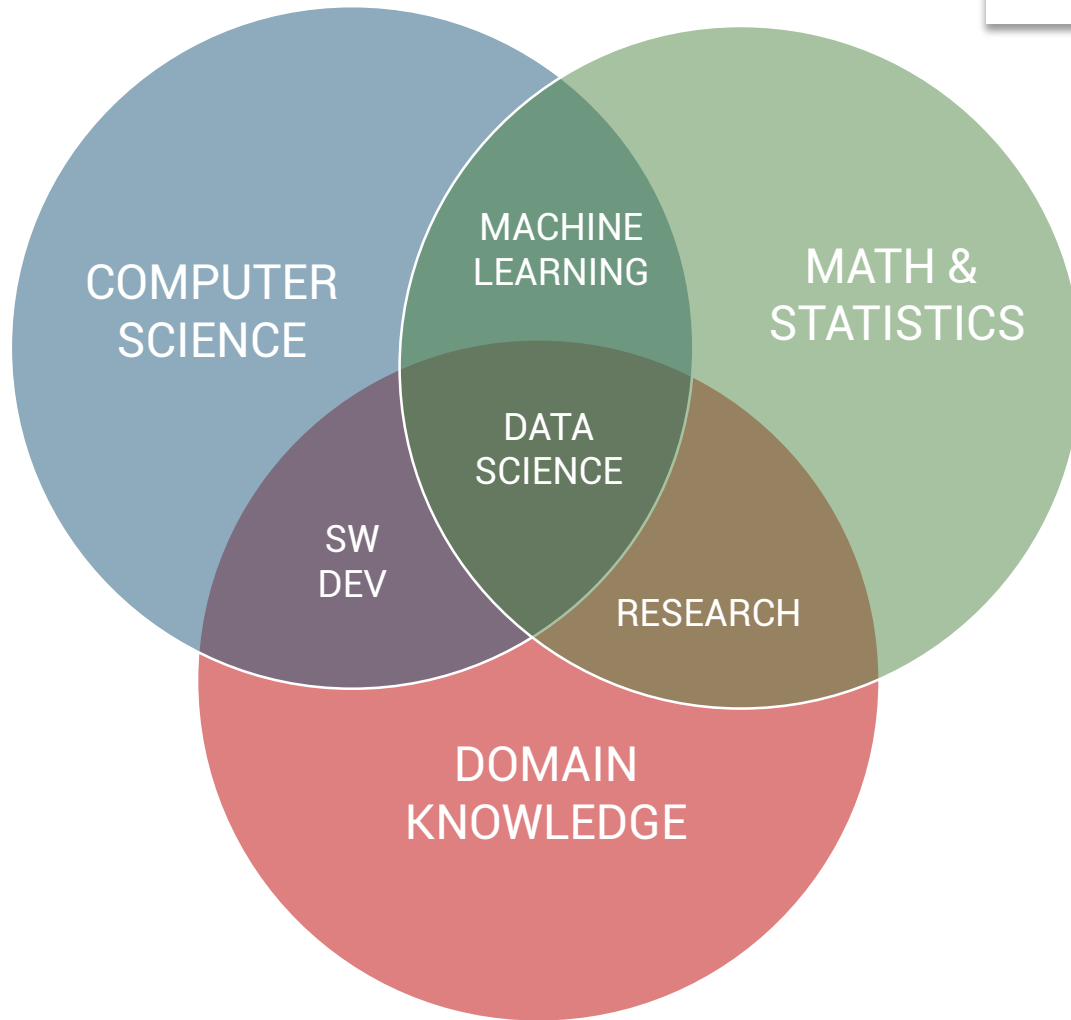 COMPUTER
SCIENCE
MACHINE
LEARNING
MATH &
STATISTICS
DATA
SCIENCE
SW
DEV
RESEARCH
DOMAIN
KNOWLEDGE